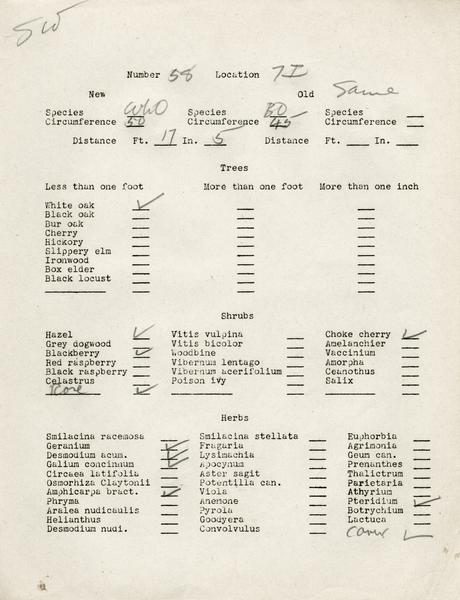 SW
Number 58 Location 7I
New Old Same
Species WhO Species BO Species
Circumference 50 Circumference 45 Circumference
Distance Ft. 17 In. 5 Distance Ft. In.
Trees
Less than one foot More than one foot More than one inch
White oak ✓
Black oak
Bur oak
Cherry
Hickory
Slippery elm
Ironwood
Box elder
Black locust
Shrubs
Hazel ✓ Vitis vulpina Choke cherry ✓
Grey dogwood Vitis bicolor Amelanchier
Blackberry ✓ Woodbine Vaccinium
Red raspberry Vibernum lentago Amorpha
Black raspberry Vibernum acerifolium Ceanothus
Celastrus Poison ivy Salix
✓
Herbs
Smilacina racemosa Smilacina stellata Euphorbia
Geranium ✓ Fragaria Agrimonia
Desmodium acum. ✓ Lysimachia Geum can.
Galium concinnum ✓ Apocynum Prenanthes
Circaea latifolia Aster sagit Thalictrum
Osmorhiza Claytonii Potentilla can. Parietaria
Amphicarpa bract. ✓ Viola Athyrium
Phryma Anemone Pteridium ✓
Aralea nudicaulis Pyrola Botrychium
Helianthus Goodyera Lactuca
Desmodium nudi. Convolvulus Carex ✓